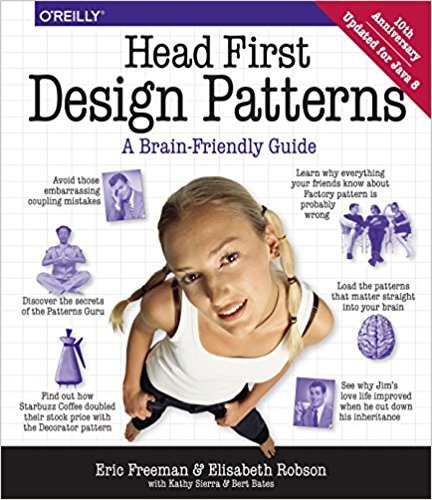 O'REILLY®
10th
Anniversary
Updated for Java 8
Head First
Design Patterns
A Brain-Friendly Guide
Avoid those
embarrassing
coupling mistakes
Learn why everything
your friends know about
Factory pattern is
probably
wrong
Discover the secrets
of the Patterns Guru
Load the patterns
that matter straight
into your brain
Find out how
Starbuzz Coffee doubled
their stock price with
the Decorator pattern
See why Jim's
love life improved
when he cut down
his inheritance
Eric Freeman & Elisabeth Robson
with Kathy Sierra & Bert Bates